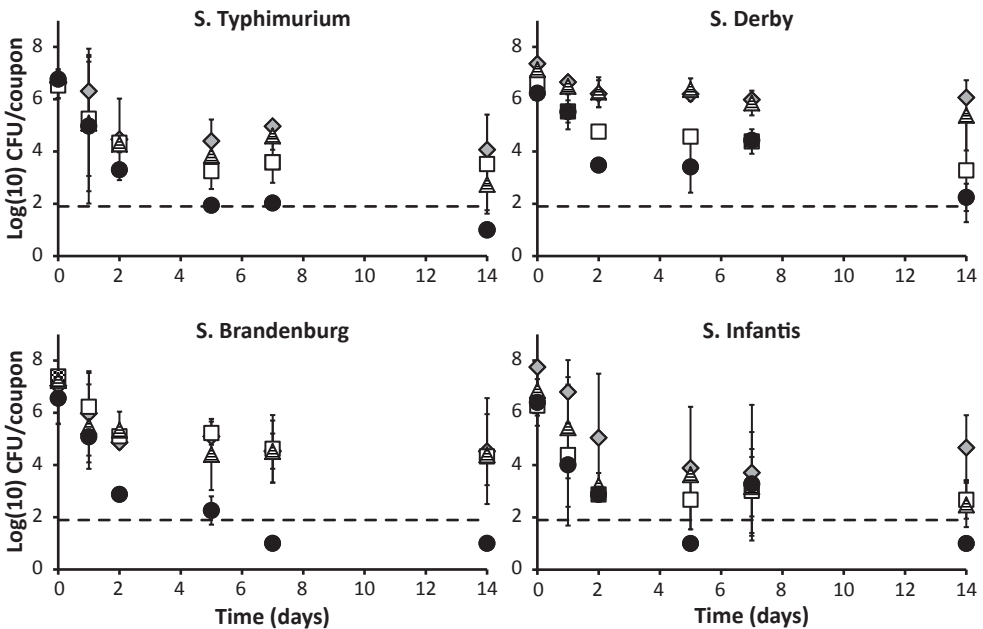 S. Typhimurium
S. Derby
Log(10) CFU/coupon
8
6
4
2
0
0 2 4 6 8 10 12 14
8
6
4
2
0
0 2 4 6 8 10 12 14
S. Brandenburg
S. Infantis
Log(10) CFU/coupon
8
6
4
2
0
0 2 4 6 8 10 12 14
Time (days)
8
6
4
2
0
0 2 4 6 8 10 12 14
Time (days)